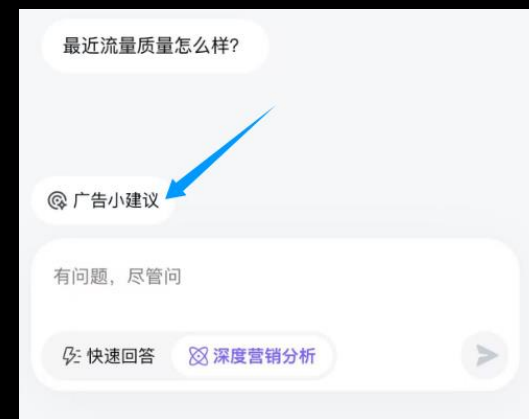 最近流量质量怎么样?
广告小建议
有问题，尽管问
快速回答 深度营销分析